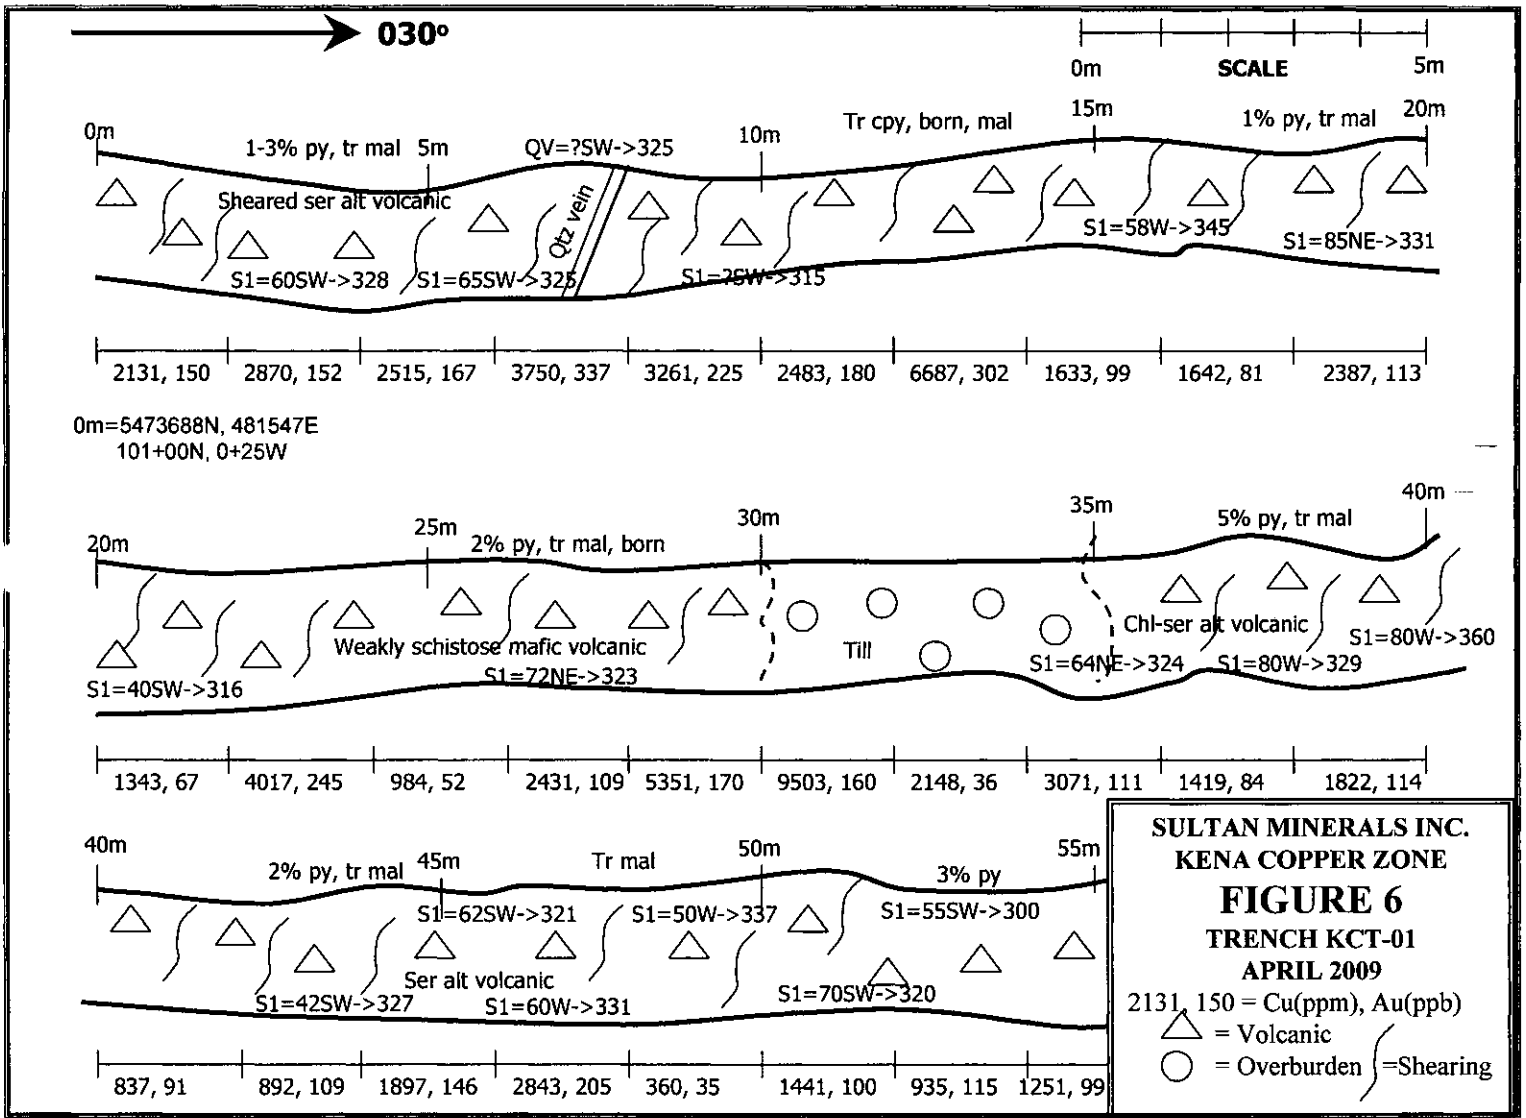 030º
0m SCALE 5m
0m 1-3% py, tr mal 5m QV=?SW->325 10m Tr cpy, born, mal 15m 1% py, tr mal 20m
Sheared ser alt volcanic
Qtz vein
S1=58W->345 S1=85NE->331
S1=60SW->328 S1=65SW->325 S1=?SW->315
2131, 150 2870, 152 2515, 167 3750, 337 3261, 225 2483, 180 6687, 302 1633, 99 1642, 81 2387, 113
0m=5473688N, 481547E
101+00N, 0+25W
20m 25m 2% py, tr mal, born 30m 35m 5% py, tr mal 40m
Weakly schistose mafic volcanic Till Chl-ser alt volcanic
S1=40SW->316 S1=72NE->323 S1=64NE->324 S1=80W->329 S1=80W->360
1343, 67 4017, 245 984, 52 2431, 109 5351, 170 9503, 160 2148, 36 3071, 111 1419, 84 1822, 114
40m 2% py, tr mal 45m Tr mal 50m 3% py 55m
S1=62SW->321 S1=50W->337 S1=55SW->300
Ser alt volcanic
S1=42SW->327 S1=60W->331 S1=70SW->320
837, 91 892, 109 1897, 146 2843, 205 360, 35 1441, 100 935, 115 1251, 99
SULTAN MINERALS INC.
KENA COPPER ZONE
FIGURE 6
TRENCH KCT-01
APRIL 2009
2131, 150 = Cu(ppm), Au(ppb)
= Volcanic
= Overburden =Shearing